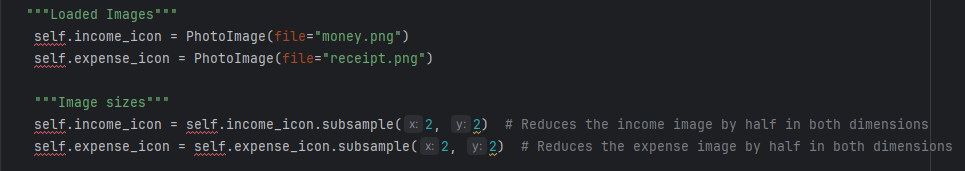 """Loaded Images"""
self.income_icon = PhotoImage(file="money.png")
self.expense_icon = PhotoImage(file="receipt.png")
"""Image sizes"""
self.income_icon = self.income_icon.subsample(x: 2, y: 2)  # Reduces the income image by half in both dimensions
self.expense_icon = self.expense_icon.subsample(x: 2, y: 2)  # Reduces the expense image by half in both dimensions